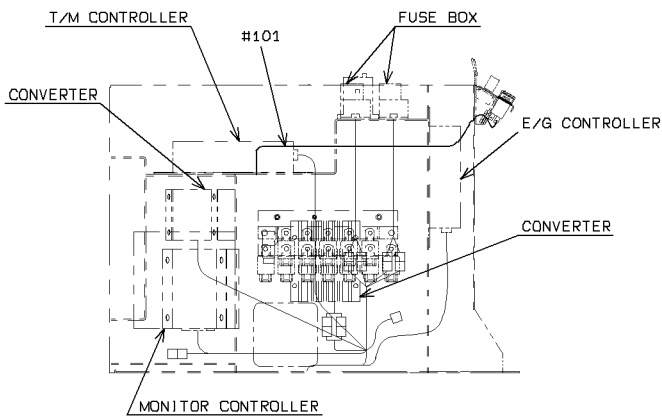 T/M CONTROLLER
FUSE BOX
#101
CONVERTER
E/G CONTROLLER
CONVERTER
MONITOR CONTROLLER